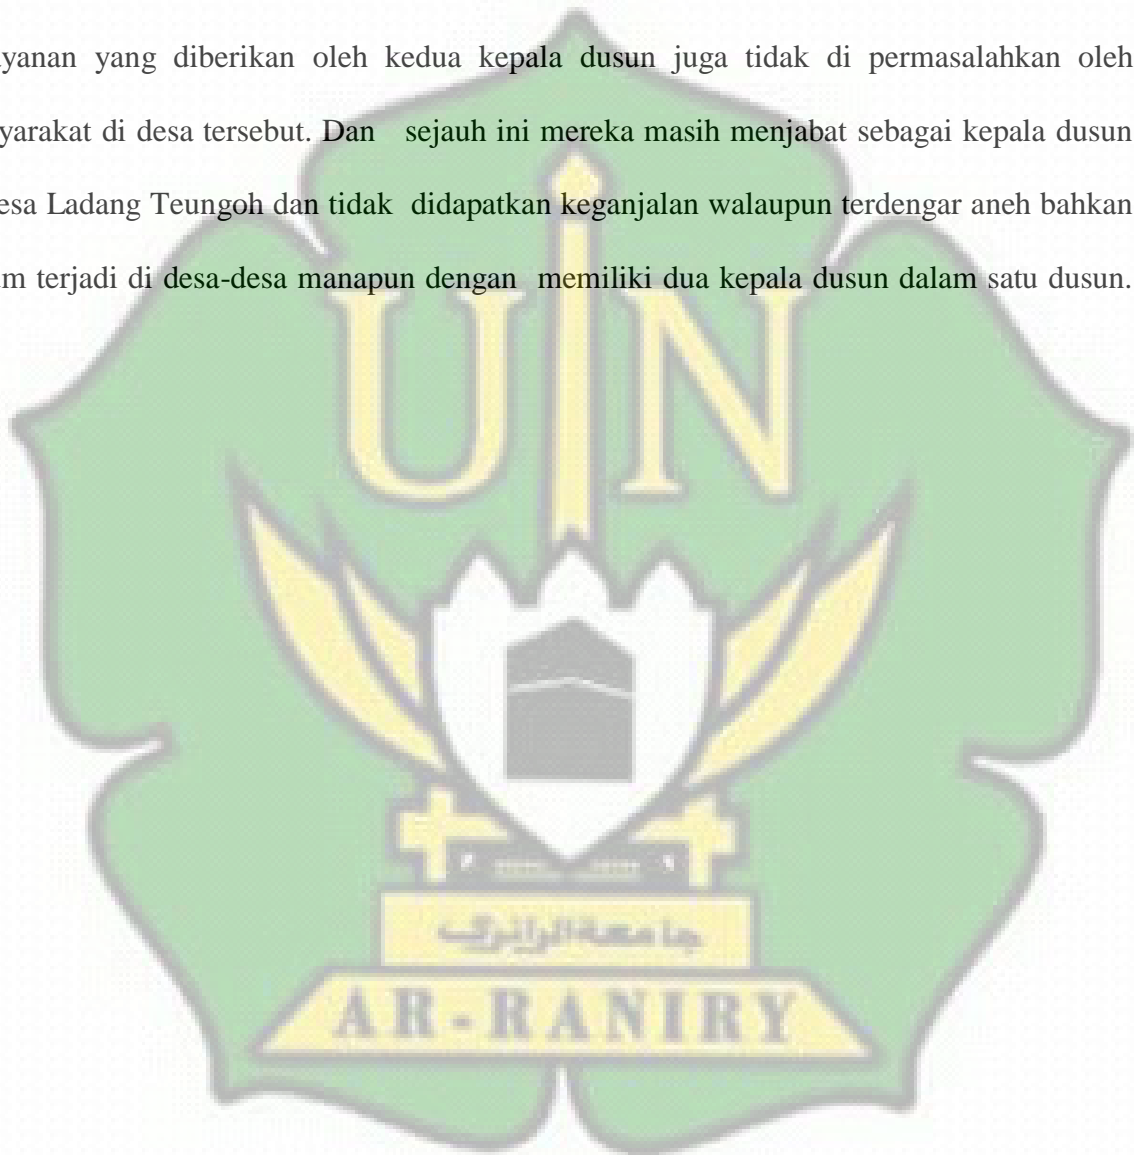 yanan yang diberikan oleh kedua kepala dusun juga tidak di permasalahkan oleh
yarakat di desa tersebut. Dan sejauh ini mereka masih menjabat sebagai kepala dusun
esa Ladang Teungoh dan tidak didapatkan keganjalan walaupun terdengar aneh bahkan
m terjadi di desa-desa manapun dengan memiliki dua kepala dusun dalam satu dusun.
UIN
جامعة الرانري
AR-RANIRY